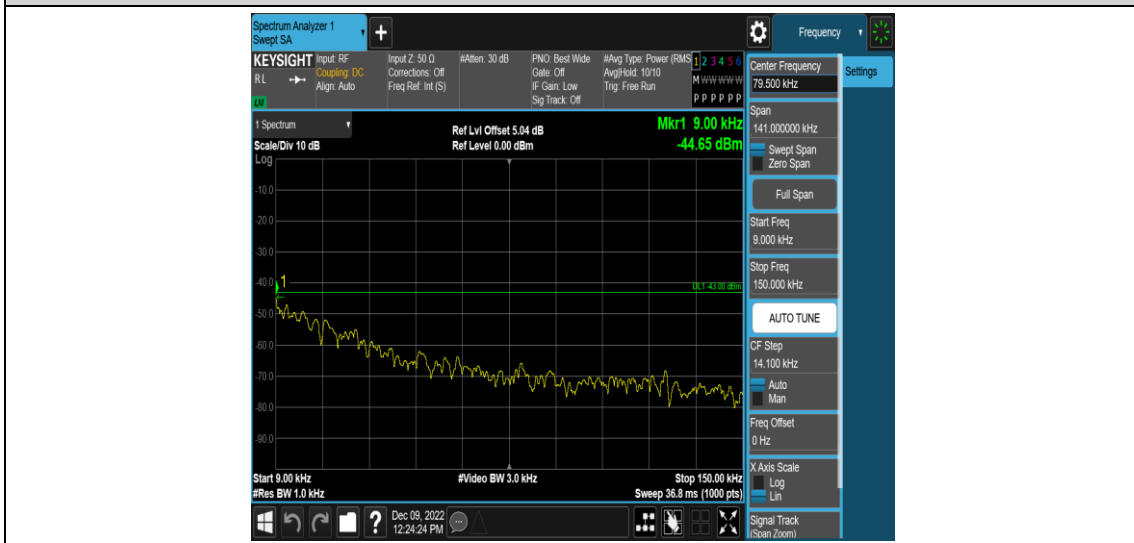 Spectrum Analyzer 1
Swept SA
+
Frequency
KEYSIGHT
RL
LM
Input: RF
Coupling: DC
Align: Auto
Input Z: 50 Ω
Corrections: Off
Freq Ref: Int (S)
#Atten: 30 dB
PNO: Best Wide
Gate: Off
IF Gain: Low
Sig Track: Off
#Avg Type: Power (RMS
Avg|Hold: 10/10
Trig: Free Run
1 2 3 4 5 6
M W W W W W
P P P P P P
1 Spectrum
Scale/Div 10 dB
Log
Ref Lvl Offset 5.04 dB
Ref Level 0.00 dBm
Mkr1 9.00 kHz
-44.65 dBm
-10.0
-20.0
-30.0
-40.0
-50.0
-60.0
-70.0
-80.0
-90.0
1
DL1 -43.00 dBm
Start 9.00 kHz
#Res BW 1.0 kHz
#Video BW 3.0 kHz
Stop 150.00 kHz
Sweep 36.8 ms (1000 pts)
Center Frequency
79.500 kHz
Settings
Span
141.000000 kHz
Swept Span
Zero Span
Full Span
Start Freq
9.000 kHz
Stop Freq
150.000 kHz
AUTO TUNE
CF Step
14.100 kHz
Auto
Man
Freq Offset
0 Hz
X Axis Scale
Log
Lin
Signal Track
(Span Zoom)
?
Dec 09, 2022
12:24:24 PM